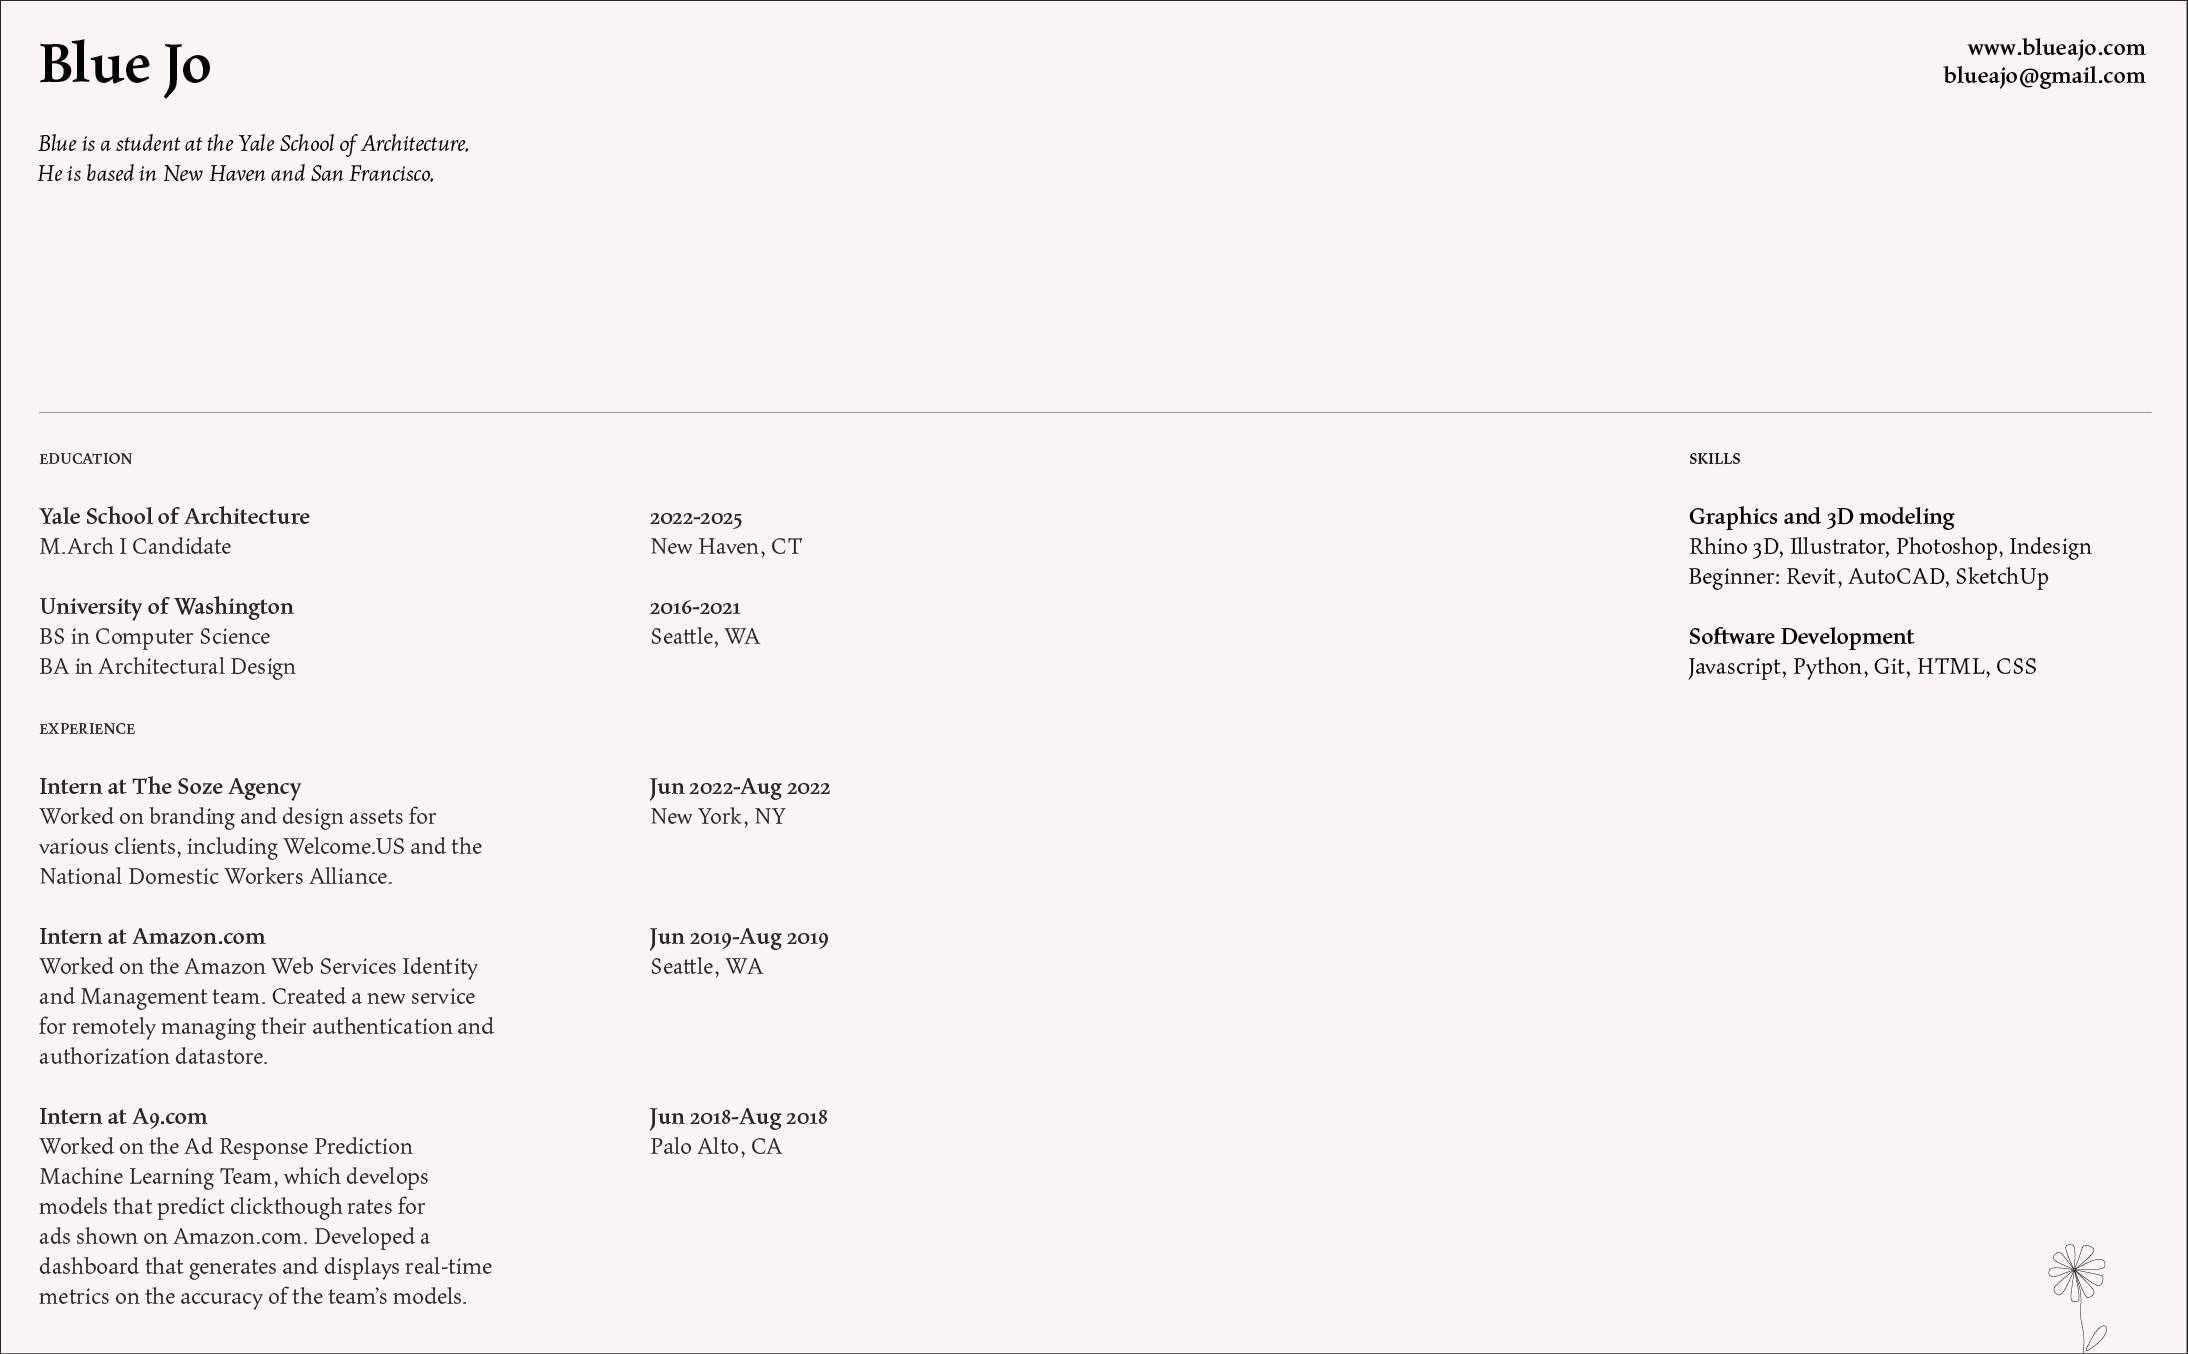 Blue Jo
www.blueajo.com
blueajo@gmail.com
Blue is a student at the Yale School of Architecture.
He is based in New Haven and San Francisco.
EDUCATION
Yale School of Architecture
M.Arch I Candidate
2022-2025
New Haven, CT
University of Washington
BS in Computer Science
BA in Architectural Design
2016-2021
Seattle, WA
EXPERIENCE
Intern at The Soze Agency
Worked on branding and design assets for
various clients, including Welcome.US and the
National Domestic Workers Alliance.
Jun 2022-Aug 2022
New York, NY
Intern at Amazon.com
Worked on the Amazon Web Services Identity
and Management team. Created a new service
for remotely managing their authentication and
authorization datastore.
Jun 2019-Aug 2019
Seattle, WA
Intern at A9.com
Worked on the Ad Response Prediction
Machine Learning Team, which develops
models that predict clickthough rates for
ads shown on Amazon.com. Developed a
dashboard that generates and displays real-time
metrics on the accuracy of the team's models.
Jun 2018-Aug 2018
Palo Alto, CA
SKILLS
Graphics and 3D modeling
Rhino 3D, Illustrator, Photoshop, Indesign
Beginner: Revit, AutoCAD, SketchUp
Software Development
Javascript, Python, Git, HTML, CSS